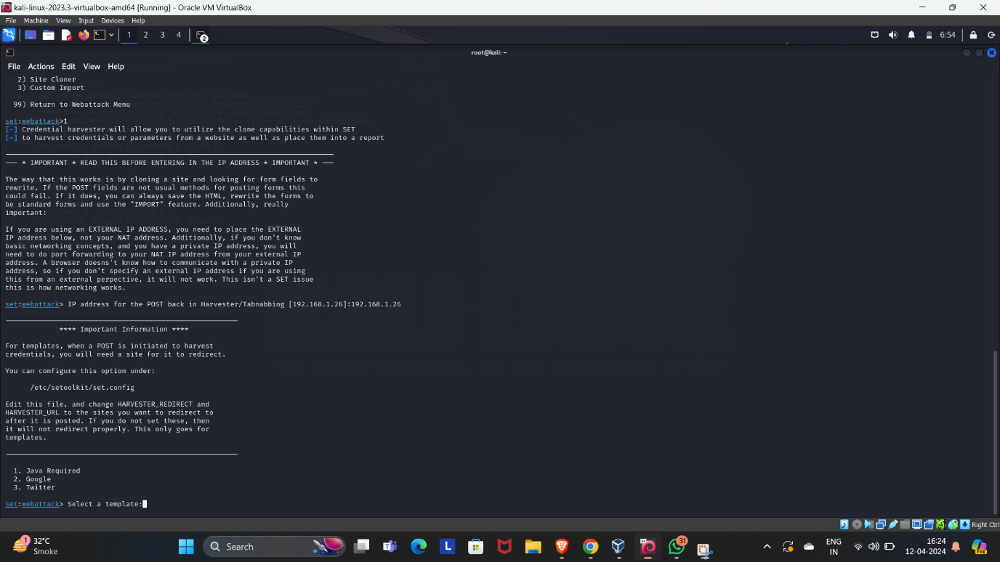 kali-linux-2023.3-virtualbox-amd64 [Running] - Oracle VM VirtualBox
File Machine View Input Devices Help
1 2 3 4 2 6:54
root@kali: ~
File Actions Edit View Help
2) Site Cloner
3) Custom Import
99) Return to Webattack Menu
set:webattack>1
[-] Credential harvester will allow you to utilize the clone capabilities within SET
[-] to harvest credentials or parameters from a website as well as place them into a report
--- * IMPORTANT * READ THIS BEFORE ENTERING IN THE IP ADDRESS * IMPORTANT * ---
The way that this works is by cloning a site and looking for form fields to
rewrite. If the POST fields are not usual methods for posting forms this
could fail. If it does, you can always save the HTML, rewrite the forms to
be standard forms and use the "IMPORT" feature. Additionally, really
important:
If you are using an EXTERNAL IP ADDRESS, you need to place the EXTERNAL
IP address below, not your NAT address. Additionally, if you don't know
basic networking concepts, and you have a private IP address, you will
need to do port forwarding to your NAT IP address from your external IP
address. A browser doesns't know how to communicate with a private IP
address, so if you don't specify an external IP address if you are using
this from an external perpective, it will not work. This isn't a SET issue
this is how networking works.
set:webattack> IP address for the POST back in Harvester/Tabnabbing [192.168.1.26]:192.168.1.26
**** Important Information ****
For templates, when a POST is initiated to harvest
credentials, you will need a site for it to redirect.
You can configure this option under:
/etc/setoolkit/set.config
Edit this file, and change HARVESTER_REDIRECT and
HARVESTER_URL to the sites you want to redirect to
after it is posted. If you do not set these, then
it will not redirect properly. This only goes for
templates.
1. Java Required
2. Google
3. Twitter
set:webattack> Select a template:
Right Ctrl
1 32°C
Smoke
Search
L
31
ENG
IN
16:24
12-04-2024
PRE